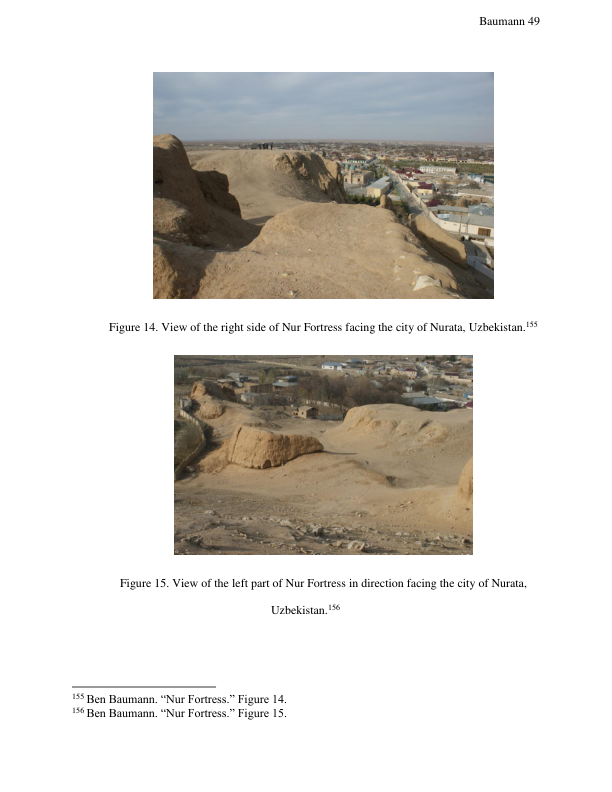 Baumann 49
Figure 14. View of the right side of Nur Fortress facing the city of Nurata, Uzbekistan.155
Figure 15. View of the left part of Nur Fortress in direction facing the city of Nurata,
Uzbekistan.156
155 Ben Baumann. “Nur Fortress.” Figure 14.
156 Ben Baumann. “Nur Fortress.” Figure 15.